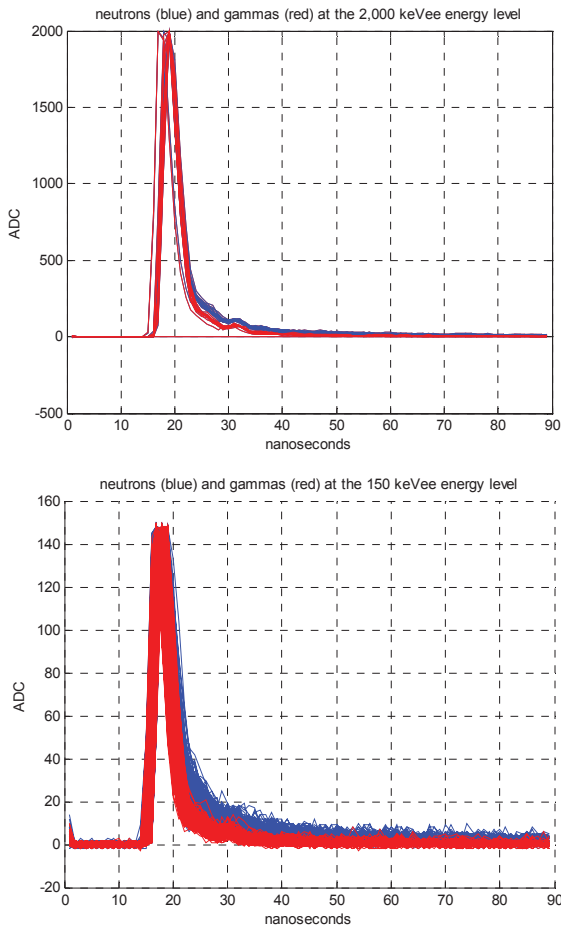 neutrons (blue) and gammas (red) at the 2,000 keVee energy level
2000
1500
1000
500
0
-500
ADC
0 10 20 30 40 50 60 70 80 90
nanoseconds
neutrons (blue) and gammas (red) at the 150 keVee energy level
160
140
120
100
80
60
40
20
0
-20
ADC
0 10 20 30 40 50 60 70 80 90
nanoseconds